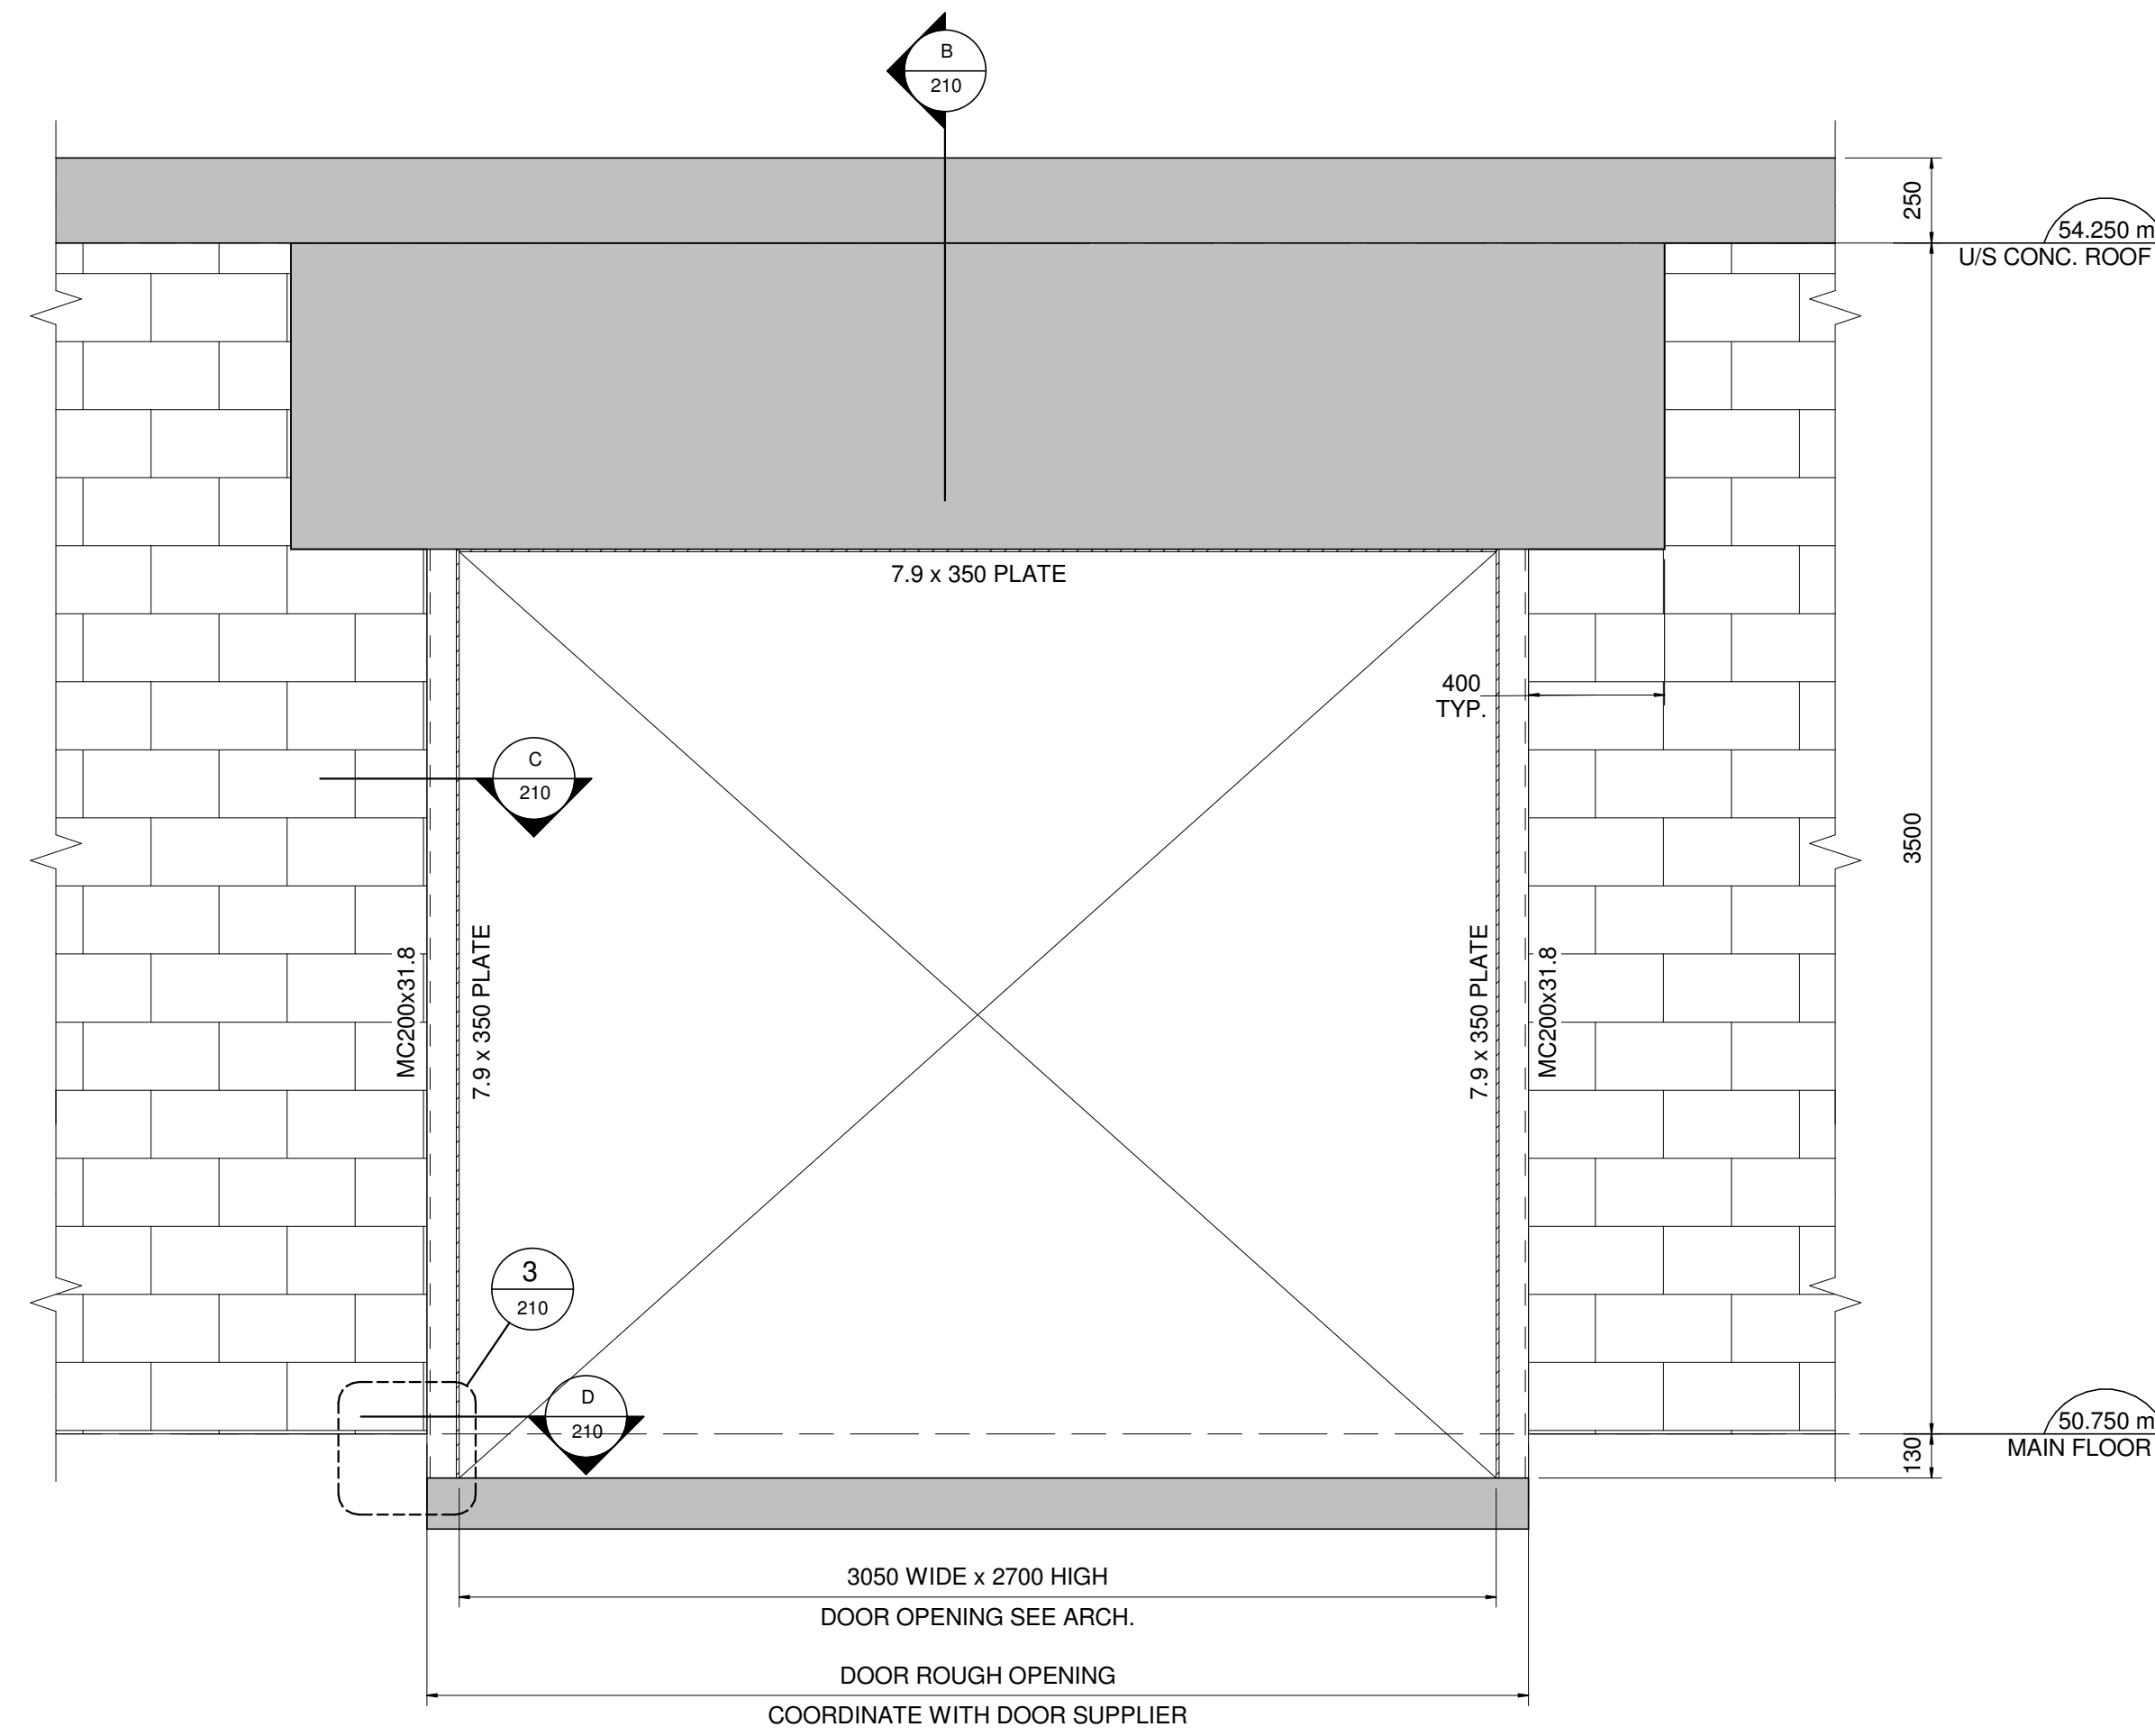 B
210
250
54.250 m
U/S CONC. ROOF
7.9 x 350 PLATE
400
TYP.
C
210
3500
MC200x31.8
7.9 x 350 PLATE
7.9 x 350 PLATE
MC200x31.8
3
210
D
210
50.750 m
MAIN FLOOR
130
3050 WIDE x 2700 HIGH
DOOR OPENING SEE ARCH.
DOOR ROUGH OPENING
COORDINATE WITH DOOR SUPPLIER